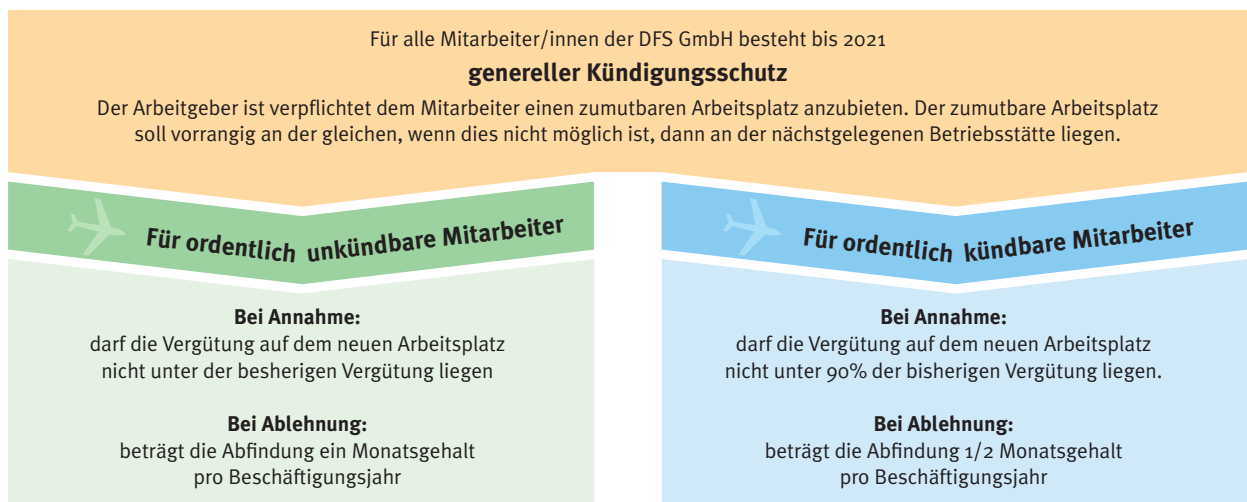 Für alle Mitarbeiter/innen der DFS GmbH besteht bis 2021
genereller Kündigungsschutz
Der Arbeitgeber ist verpflichtet dem Mitarbeiter einen zumutbaren Arbeitsplatz anzubieten. Der zumutbare Arbeitsplatz
soll vorrangig an der gleichen, wenn dies nicht möglich ist, dann an der nächstgelegenen Betriebsstätte liegen.
Für ordentlich unkündbare Mitarbeiter
Bei Annahme:
darf die Vergütung auf dem neuen Arbeitsplatz
nicht unter der besherigen Vergütung liegen
Bei Ablehnung:
beträgt die Abfindung ein Monatsgehalt
pro Beschäftigungsjahr
Für ordentlich kündbare Mitarbeiter
Bei Annahme:
darf die Vergütung auf dem neuen Arbeitsplatz
nicht unter 90% der bisherigen Vergütung liegen.
Bei Ablehnung:
beträgt die Abfindung 1/2 Monatsgehalt
pro Beschäftigungsjahr